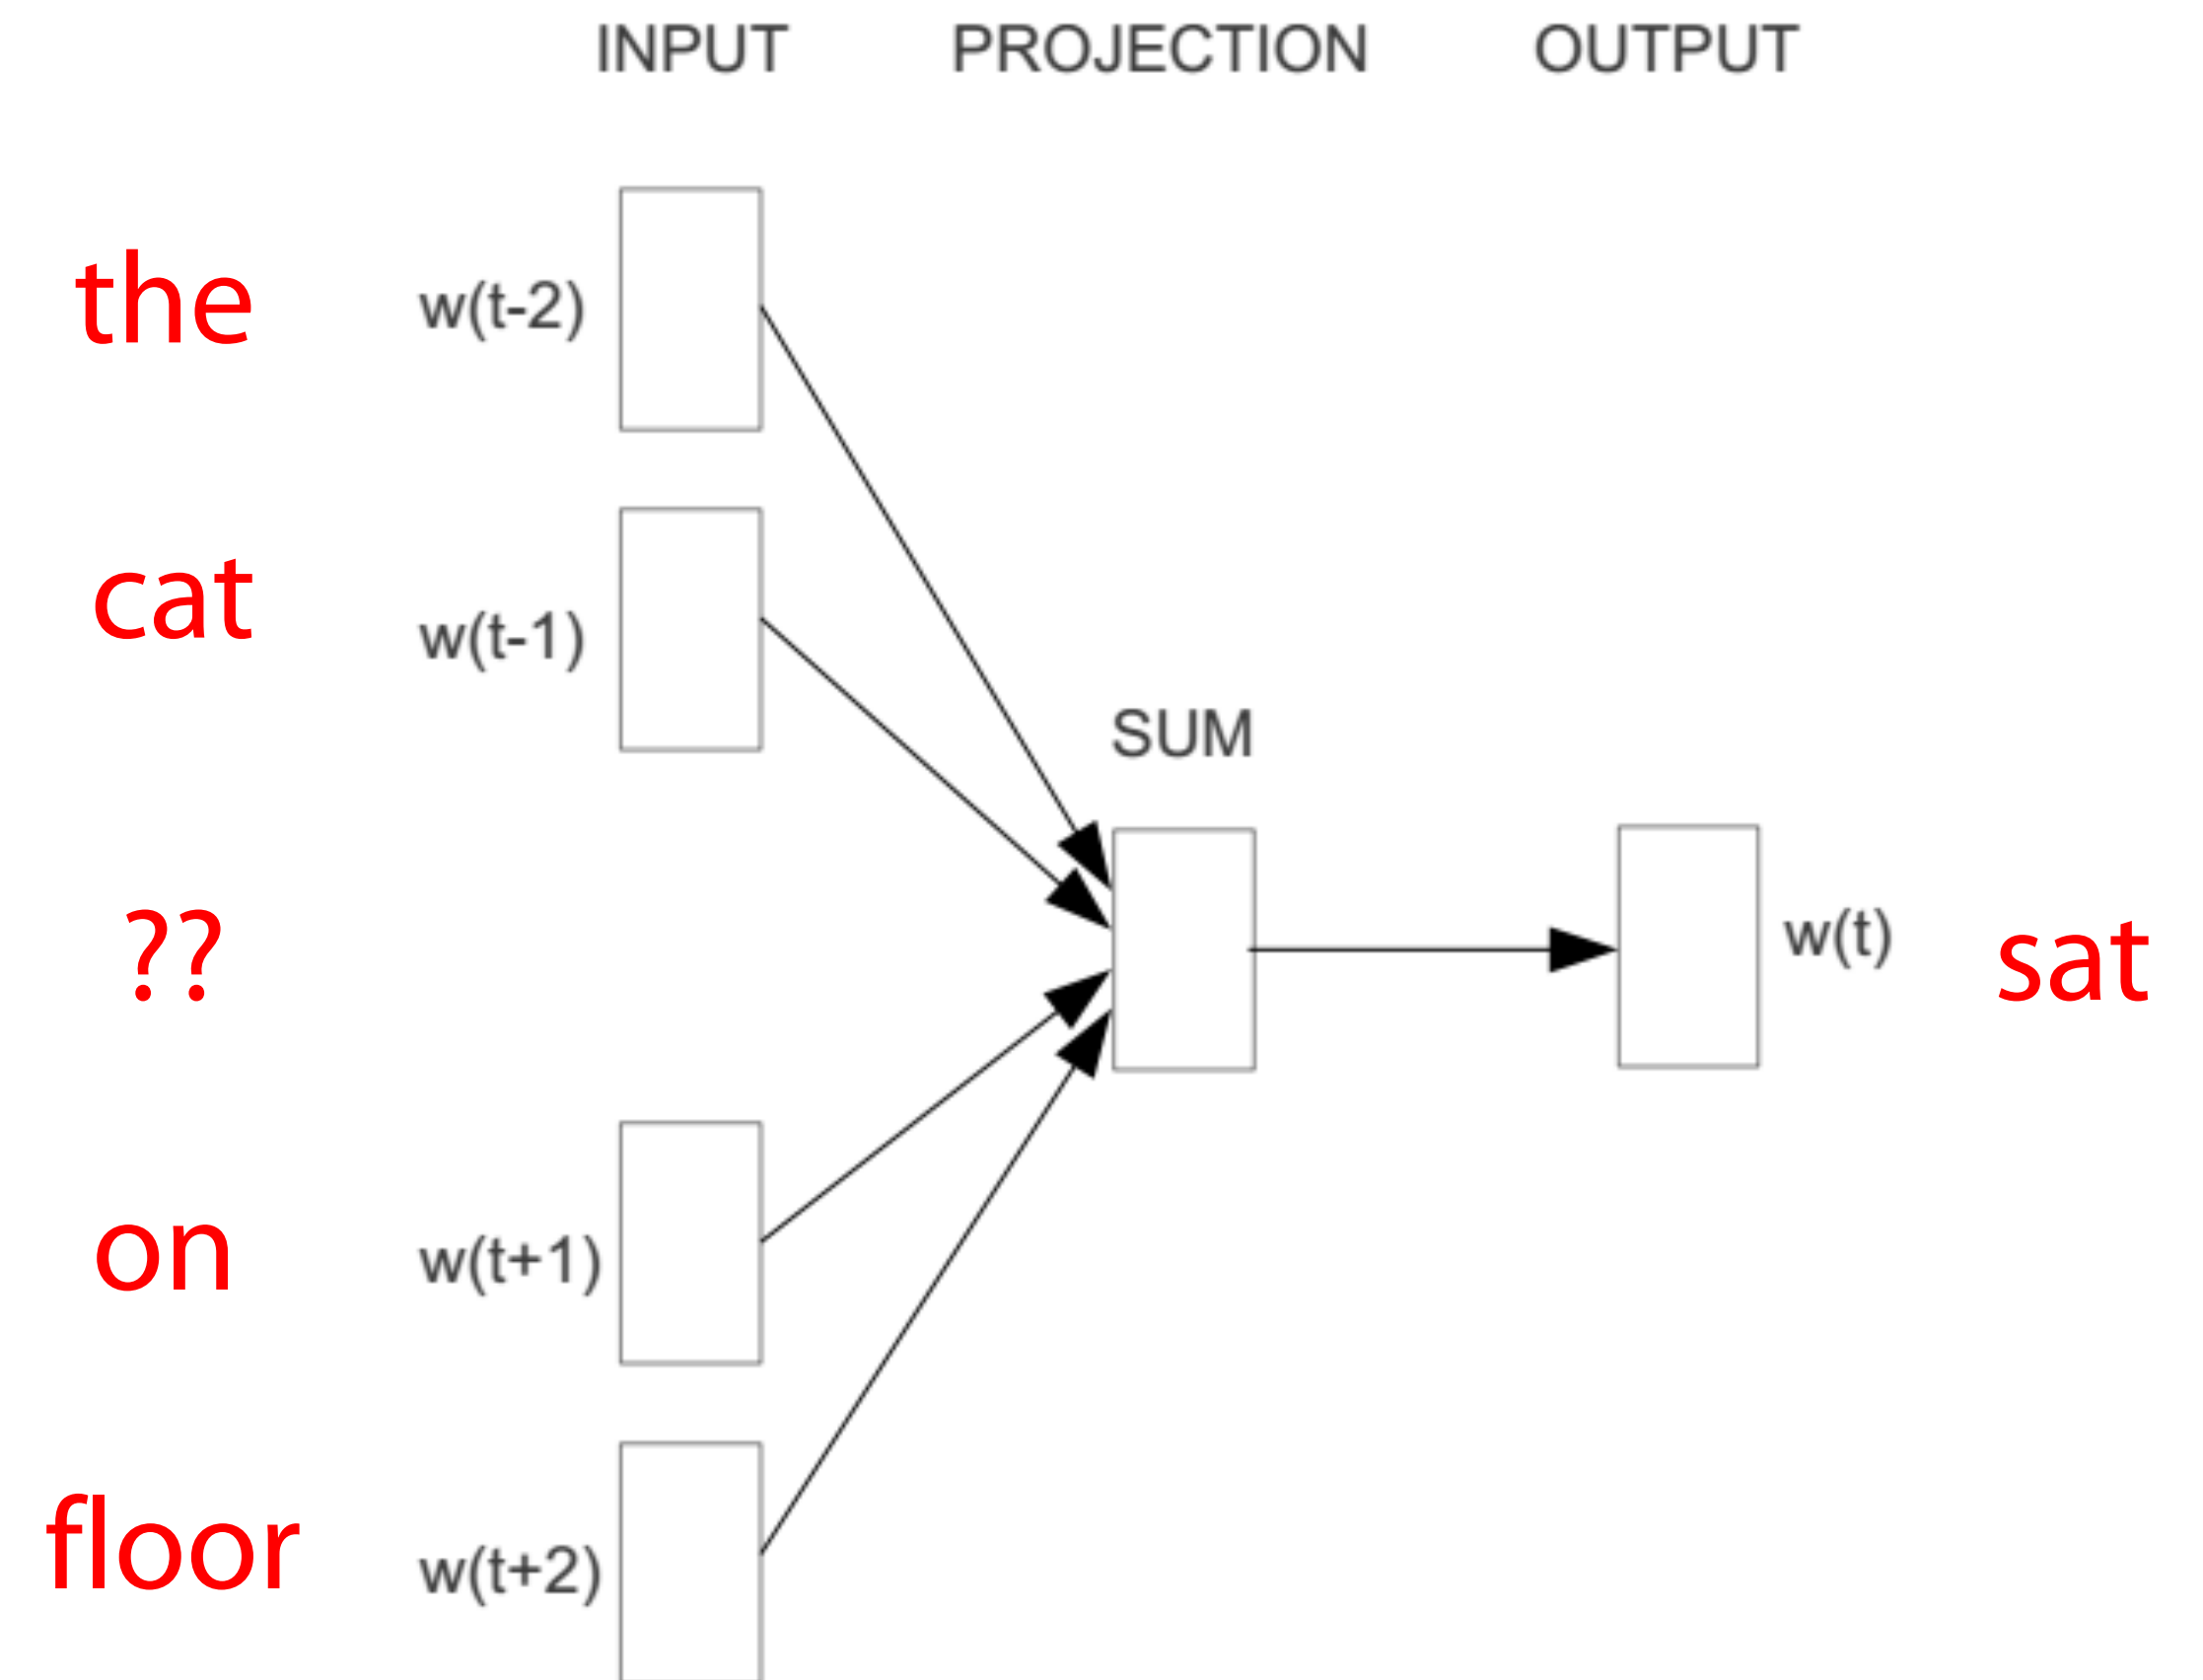 INPUT PROJECTION OUTPUT
the w(t-2)
cat w(t-1)
SUM
?? w(t) sat
on w(t+1)
floor w(t+2)